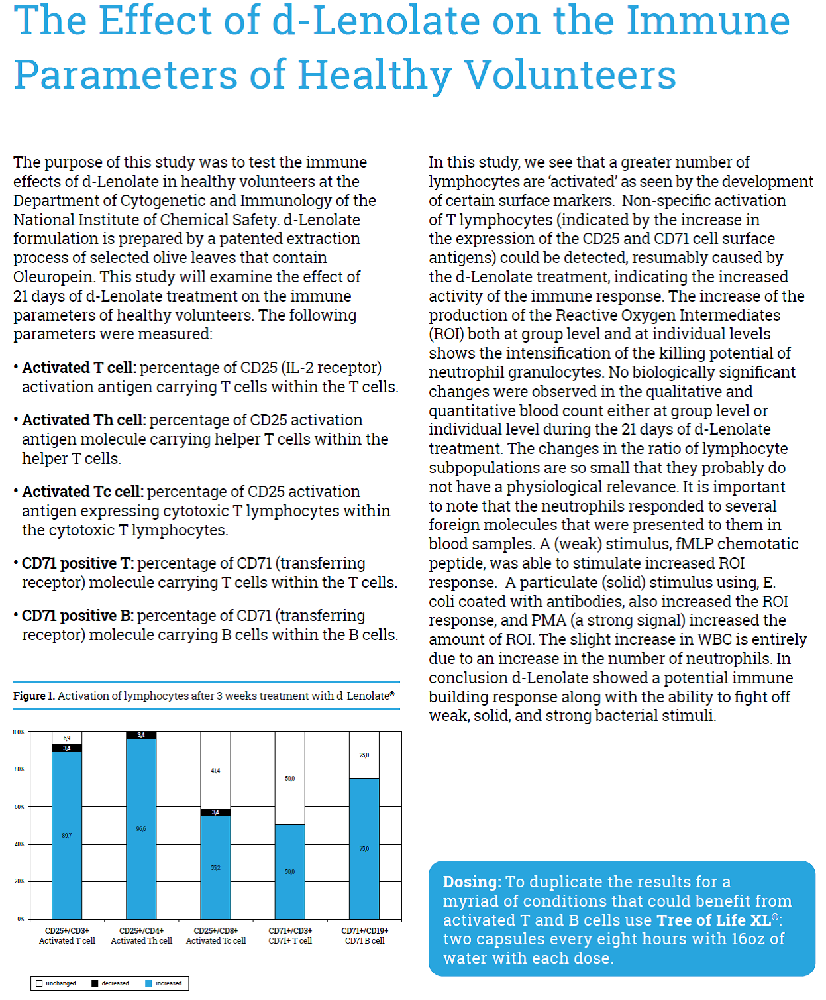 The Effect of d-Lenolate on the Immune
Parameters of Healthy Volunteers
The purpose of this study was to test the immune
effects of d-Lenolate in healthy volunteers at the
Department of Cytogenetic and Immunology of the
National Institute of Chemical Safety. d-Lenolate
formulation is prepared by a patented extraction
process of selected olive leaves that contain
Oleuropein. This study will examine the effect of
21 days of d-Lenolate treatment on the immune
parameters of healthy volunteers. The following
parameters were measured:
• Activated T cell: percentage of CD25 (IL-2 receptor)
activation antigen carrying T cells within the T cells.
• Activated Th cell: percentage of CD25 activation
antigen molecule carrying helper T cells within the
helper T cells.
• Activated Tc cell: percentage of CD25 activation
antigen expressing cytotoxic T lymphocytes within
the cytotoxic T lymphocytes.
• CD71 positive T: percentage of CD71 (transferring
receptor) molecule carrying T cells within the T cells.
• CD71 positive B: percentage of CD71 (transferring
receptor) molecule carrying B cells within the B cells.
Figure 1. Activation of lymphocytes after 3 weeks treatment with d-Lenolate®
100%
80%
60%
40%
20%
0%
6,9
3,4
89,7
3,4
96,6
41,4
3,4
55,2
50,0
50,0
25,0
75,0
CD25+/CD3+
Activated T cell
CD25+/CD4+
Activated Th cell
CD25+/CD8+
Activated Tc cell
CD71+/CD3+
CD71+ T cell
CD71+/CD19+
CD71 B cell
unchanged decreased increased
In this study, we see that a greater number of
lymphocytes are ‘activated’ as seen by the development
of certain surface markers.  Non-specific activation
of T lymphocytes (indicated by the increase in
the expression of the CD25 and CD71 cell surface
antigens) could be detected, resumably caused by
the d-Lenolate treatment, indicating the increased
activity of the immune response. The increase of the
production of the Reactive Oxygen Intermediates
(ROI) both at group level and at individual levels
shows the intensification of the killing potential of
neutrophil granulocytes. No biologically significant
changes were observed in the qualitative and
quantitative blood count either at group level or
individual level during the 21 days of d-Lenolate
treatment. The changes in the ratio of lymphocyte
subpopulations are so small that they probably do
not have a physiological relevance. It is important
to note that the neutrophils responded to several
foreign molecules that were presented to them in
blood samples. A (weak) stimulus, fMLP chemotatic
peptide, was able to stimulate increased ROI
response.  A particulate (solid) stimulus using, E.
coli coated with antibodies, also increased the ROI
response, and PMA (a strong signal) increased the
amount of ROI. The slight increase in WBC is entirely
due to an increase in the number of neutrophils. In
conclusion d-Lenolate showed a potential immune
building response along with the ability to fight off
weak, solid, and strong bacterial stimuli.
Dosing: To duplicate the results for a
myriad of conditions that could benefit from
activated T and B cells use Tree of Life XL®:
two capsules every eight hours with 16oz of
water with each dose.